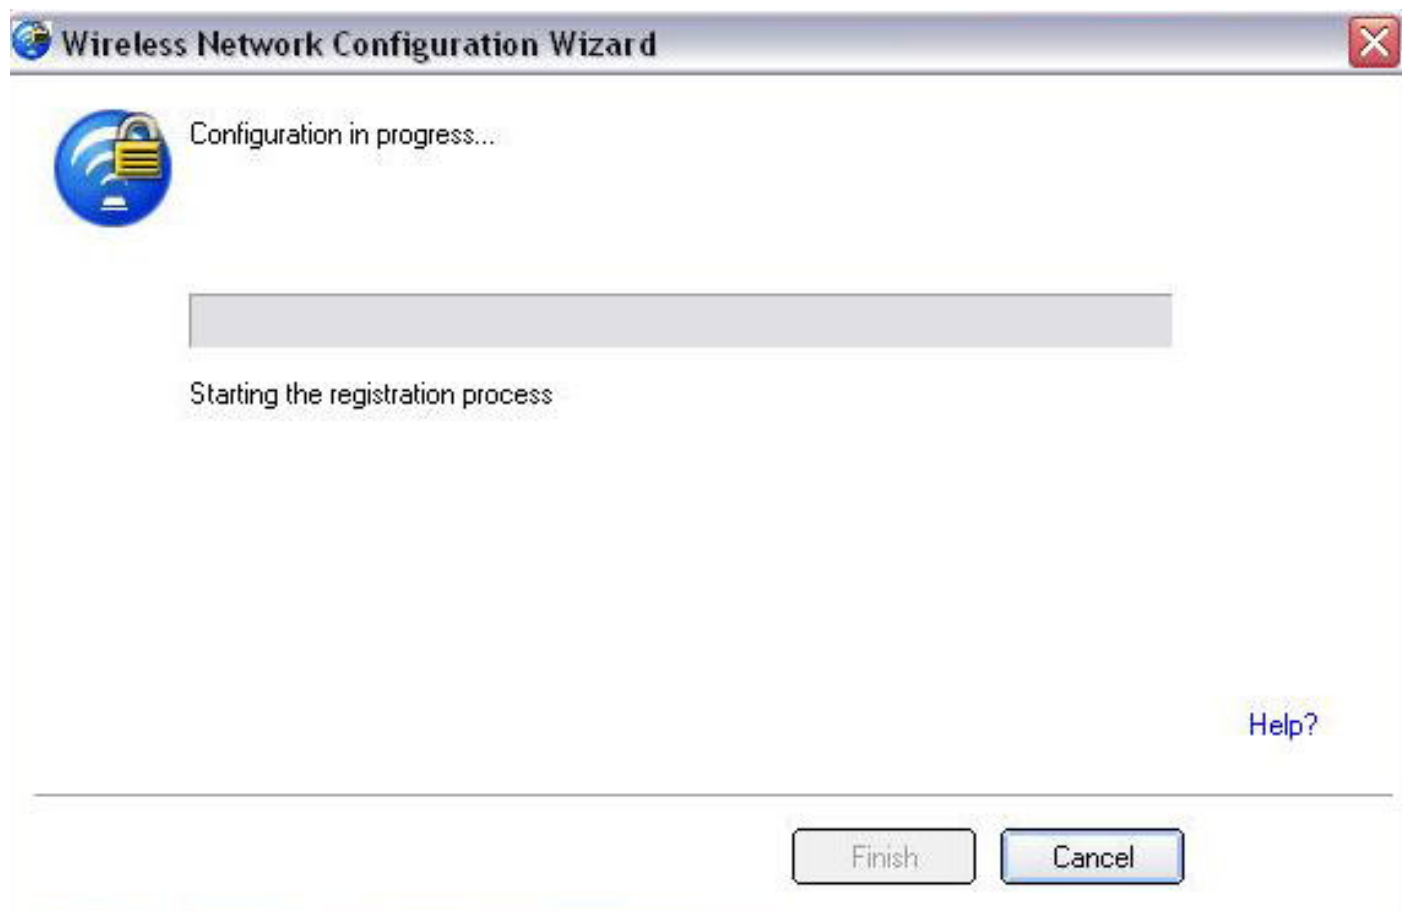 Wireless Network Configuration Wizard
Configuration in progress...
Starting the registration process
Help?
Finish
Cancel